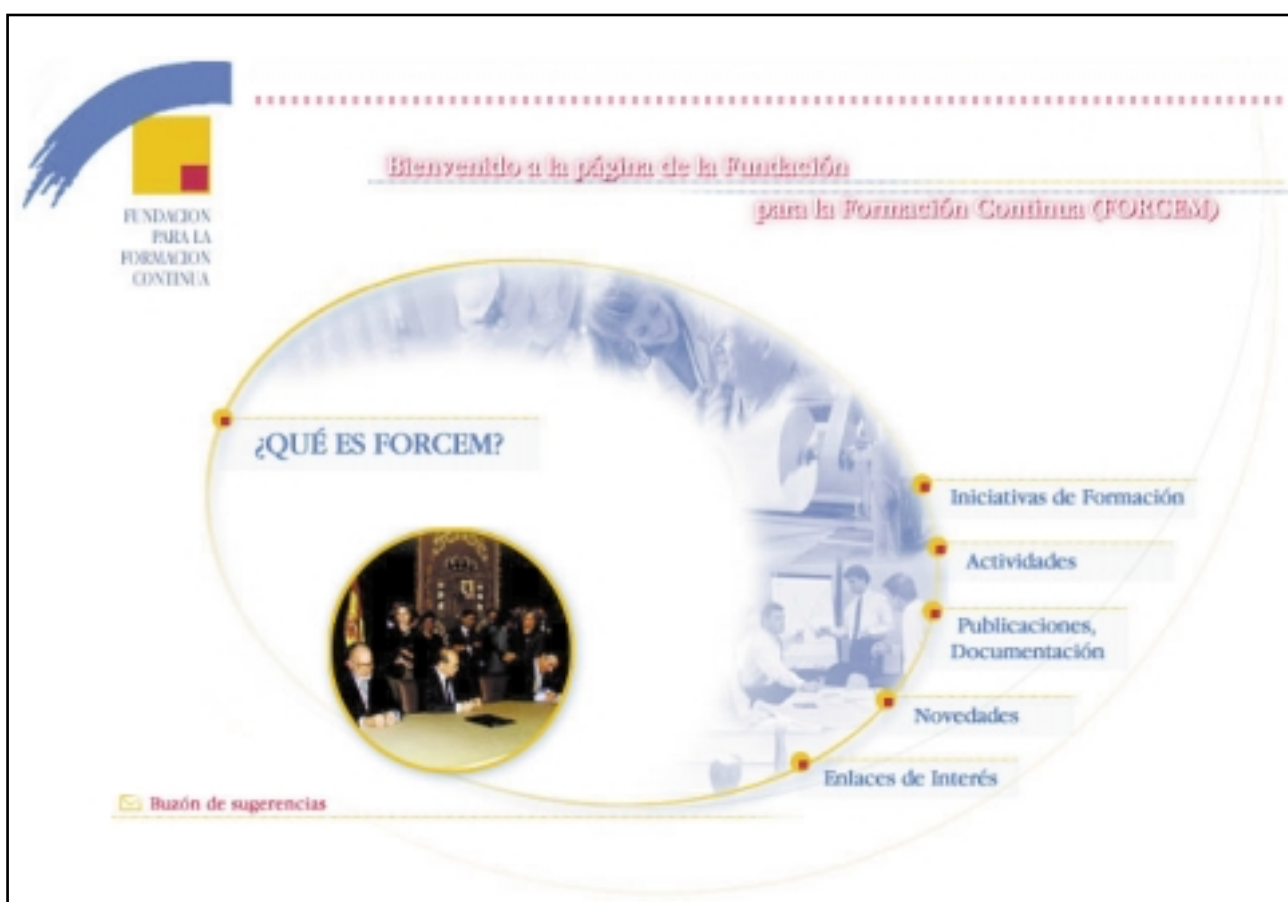 FUNDACION
PARA LA
FORMACION
CONTINUA
Bienvenido a la página de la Fundación
para la Formación Continua (FORCEM)
¿QUÉ ES FORCEM?
Iniciativas de Formación
Actividades
Publicaciones,
Documentación
Novedades
Enlaces de Interés
Buzón de sugerencias